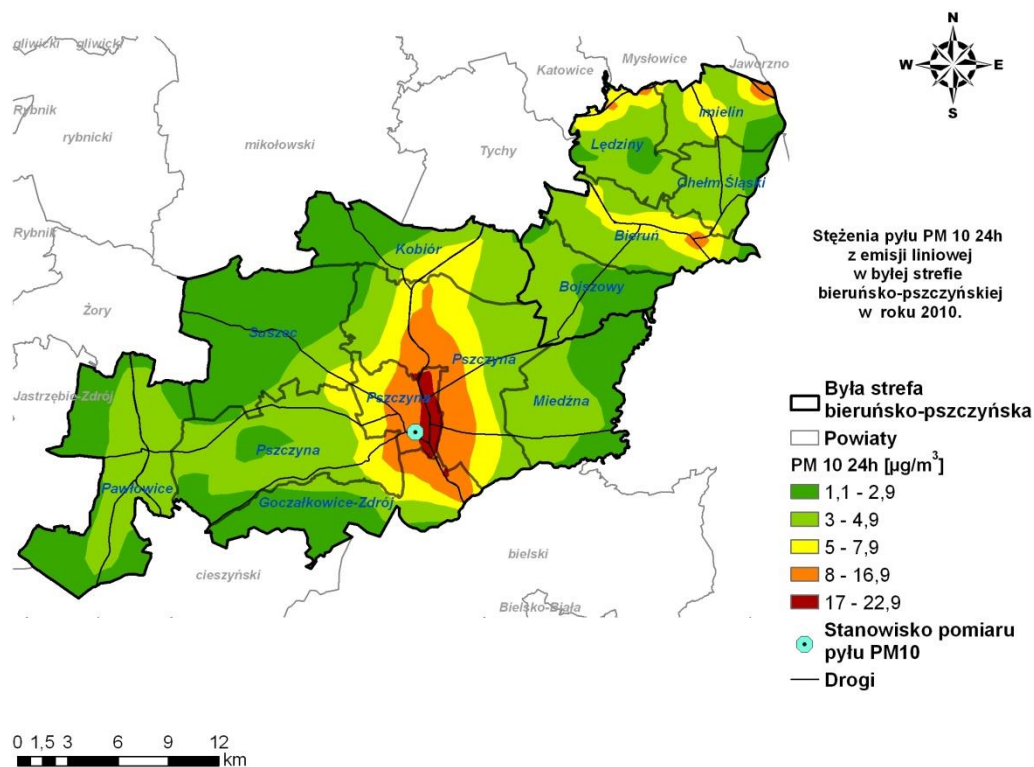 gliwicki gliwicki
Rybnik
rybnicki
Rybnik
Żory
Jastrzębie-Zdrój
mikołowski
Tychy
Katowice
Mysłowice
Jaworzno
Imielin
Lędziny
Chełm Śląski
Bieruń
Bojszowy
Kobiór
Suszec
Pszczyna
Pszczyna
Miedźna
Pszczyna
Pawłowice
Goczałkowice-Zdrój
cieszyński
bielski
Bielsko-Biała
N
W E
S
Stężenia pyłu PM 10 24h
z emisji liniowej
w byłej strefie
bieruńsko-pszczyńskiej
w roku 2010.
Była strefa
bieruńsko-pszczyńska
Powiaty
PM 10 24h [µg/m³]
1,1 - 2,9
3 - 4,9
5 - 7,9
8 - 16,9
17 - 22,9
Stanowisko pomiaru
pyłu PM10
Drogi
0 1,5 3 6 9 12
km